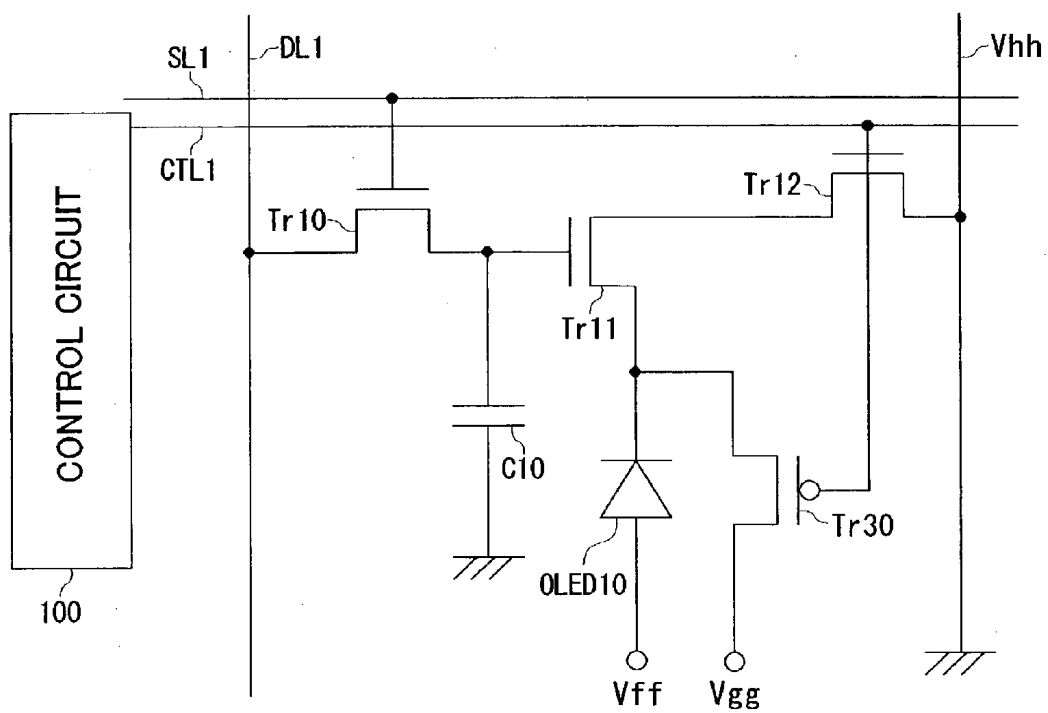 DL1
Vhh
SL1
CTL1
Tr12
Tr10
CONTROL CIRCUIT
Tr11
C10
Tr30
OLED10
100
Vff
Vgg